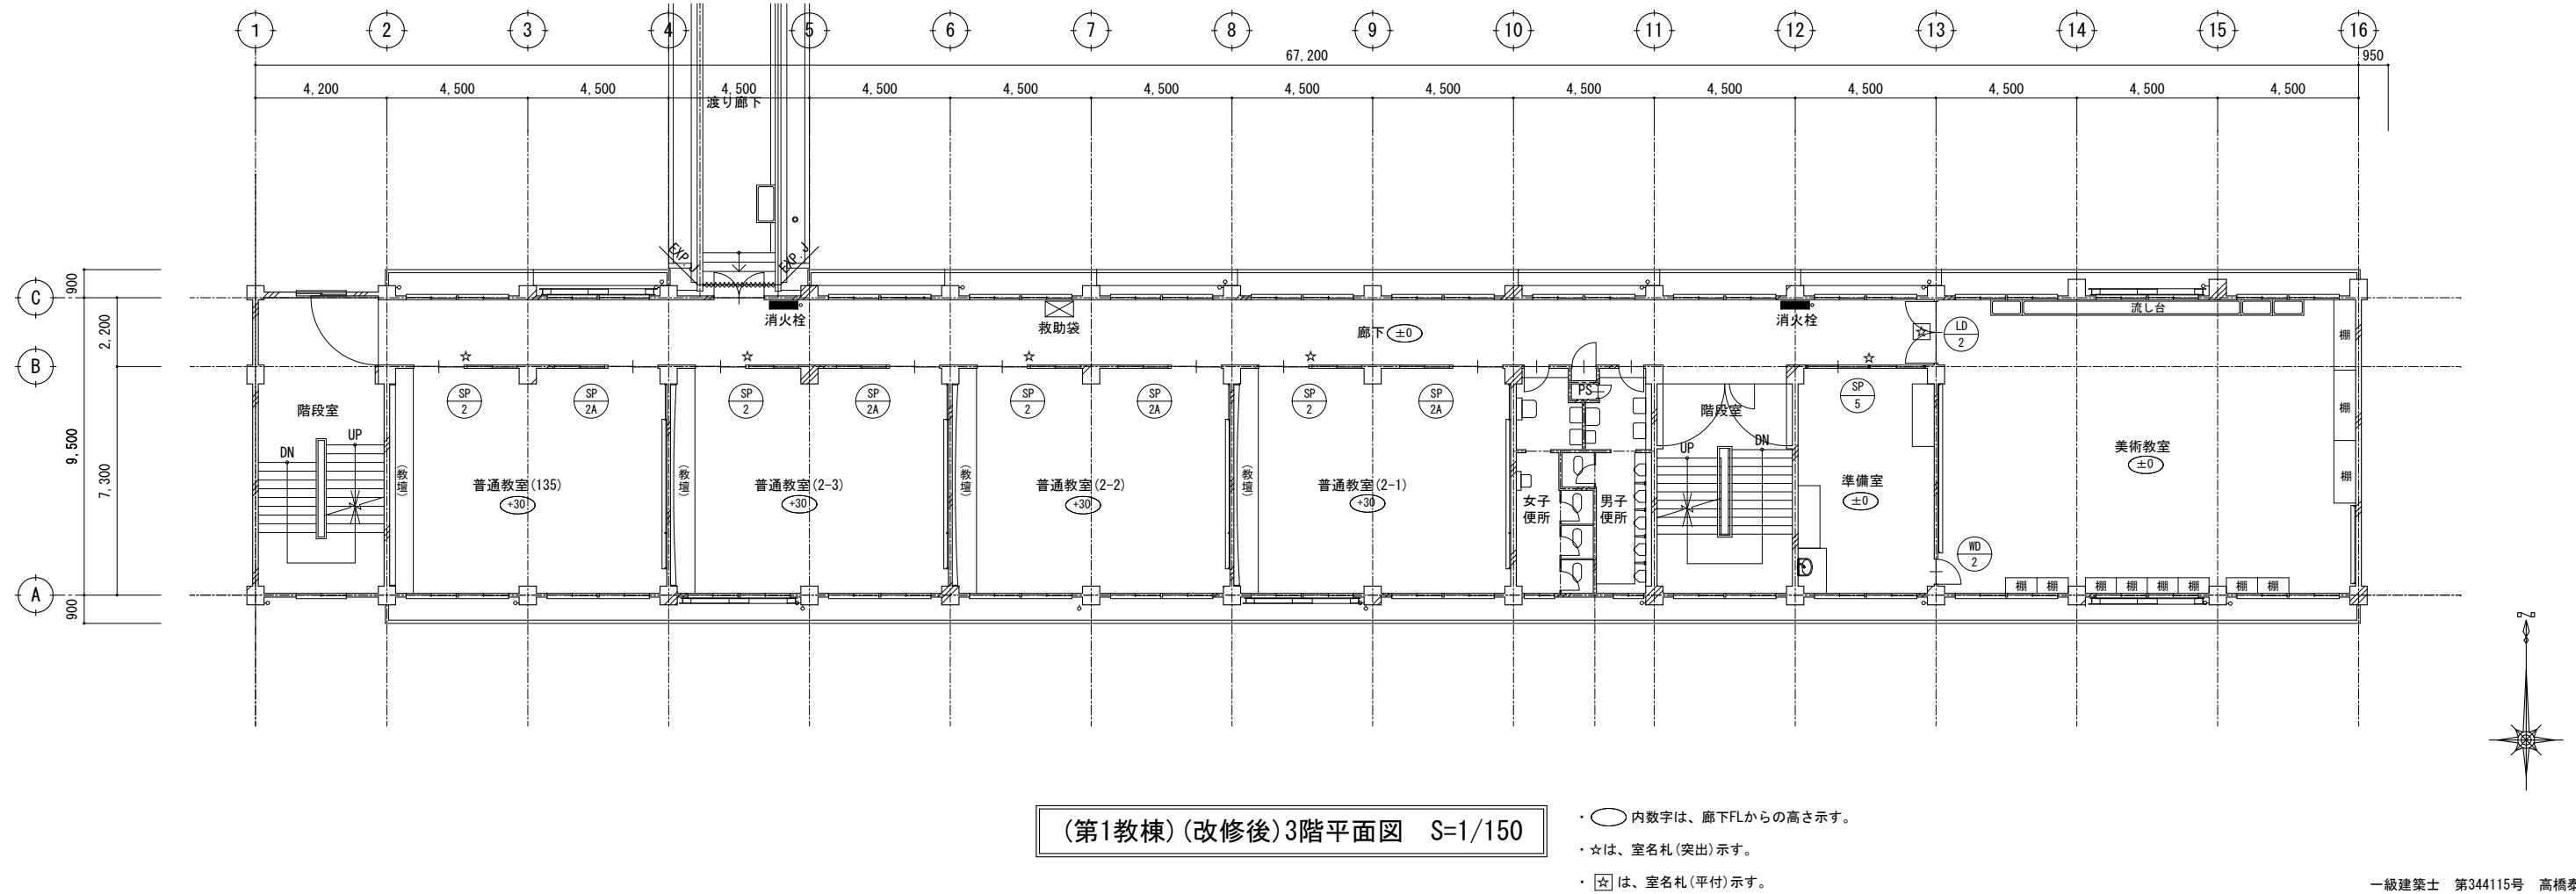 1 2 3 4 5 6 7 8 9 10 11 12 13 14 15 16
67,200 950
4,200 4,500 4,500 4,500 4,500 4,500 4,500 4,500 4,500 4,500 4,500 4,500 4,500 4,500 4,500
渡り廊下
EXP.J EXP.J
900
C
2,200
B
9,500
7,300
A
900
消火栓
救助袋
廊下 ±0
消火栓
流し台
LD
2
☆
棚
棚
棚
☆ ☆ ☆ ☆ ☆
SP
2
SP
2A
SP
2
SP
2A
SP
2
SP
2A
SP
2
SP
2A
PS
SP
5
階段室
UP
DN
(教壇)
普通教室(135)
+30
(教壇)
普通教室(2-3)
+30
(教壇)
普通教室(2-2)
+30
(教壇)
普通教室(2-1)
+30
女子
便所
男子
便所
階段室
UP
DN
準備室
±0
美術教室
±0
WD
2
棚 棚 棚 棚 棚 棚 棚 棚
N
(第1教棟)(改修後)3階平面図 S=1/150
・ 内数字は、廊下FLからの高さ示す。
・☆は、室名札(突出)示す。
・ ☆ は、室名札(平付)示す。
一級建築士 第344115号 高橋